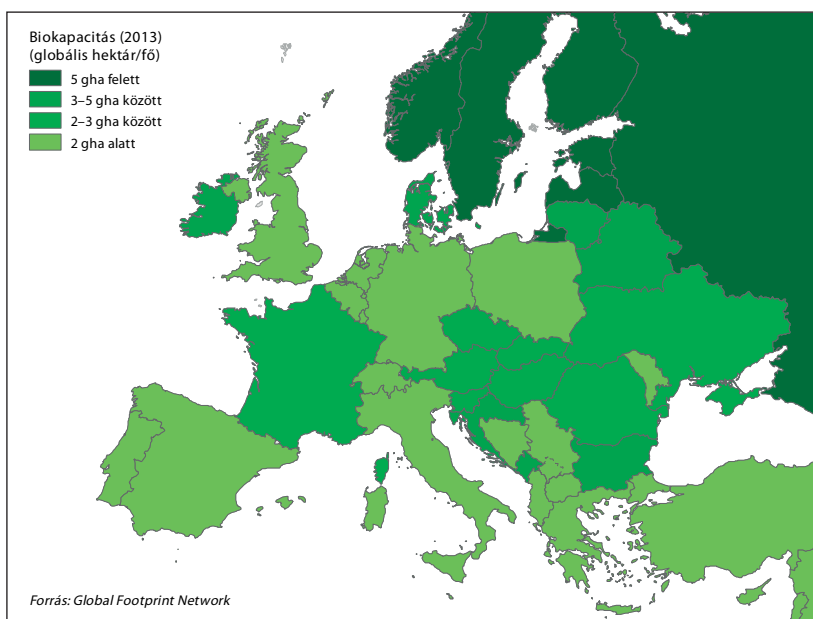 Biokapacitás (2013)
(globális hektár/fő)
5 gha felett
3–5 gha között
2–3 gha között
2 gha alatt
Forrás: Global Footprint Network